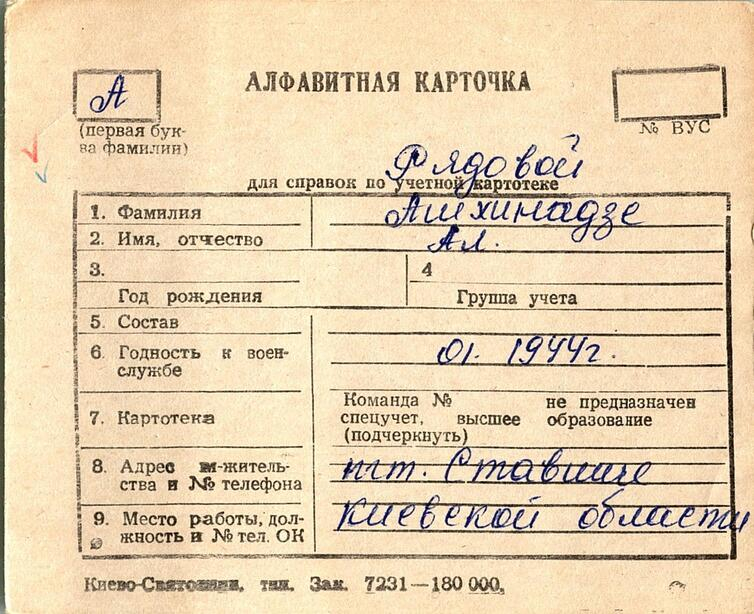 АЛФАВИТНАЯ КАРТОЧКА
А
(первая бук-
ва фамилии)
№ ВУС
Рядовой
для справок по учетной картотеке
1. Фамилия
Ашхинадзе
2. Имя, отчество
Ал.
3.
Год рождения
4
Группа учета
5. Состав
6. Годность к воен-
службе
01. 1944г.
7. Картотека
Команда № не предназначен
спецучет, высшее образование
(подчеркнуть)
8. Адрес м-житель-
ства и № телефона
пгт. Ставище
9. Место работы, дол-
жность и № тел. ОК
Киевской области
Киево- тип. Зак. 7231—180 000.